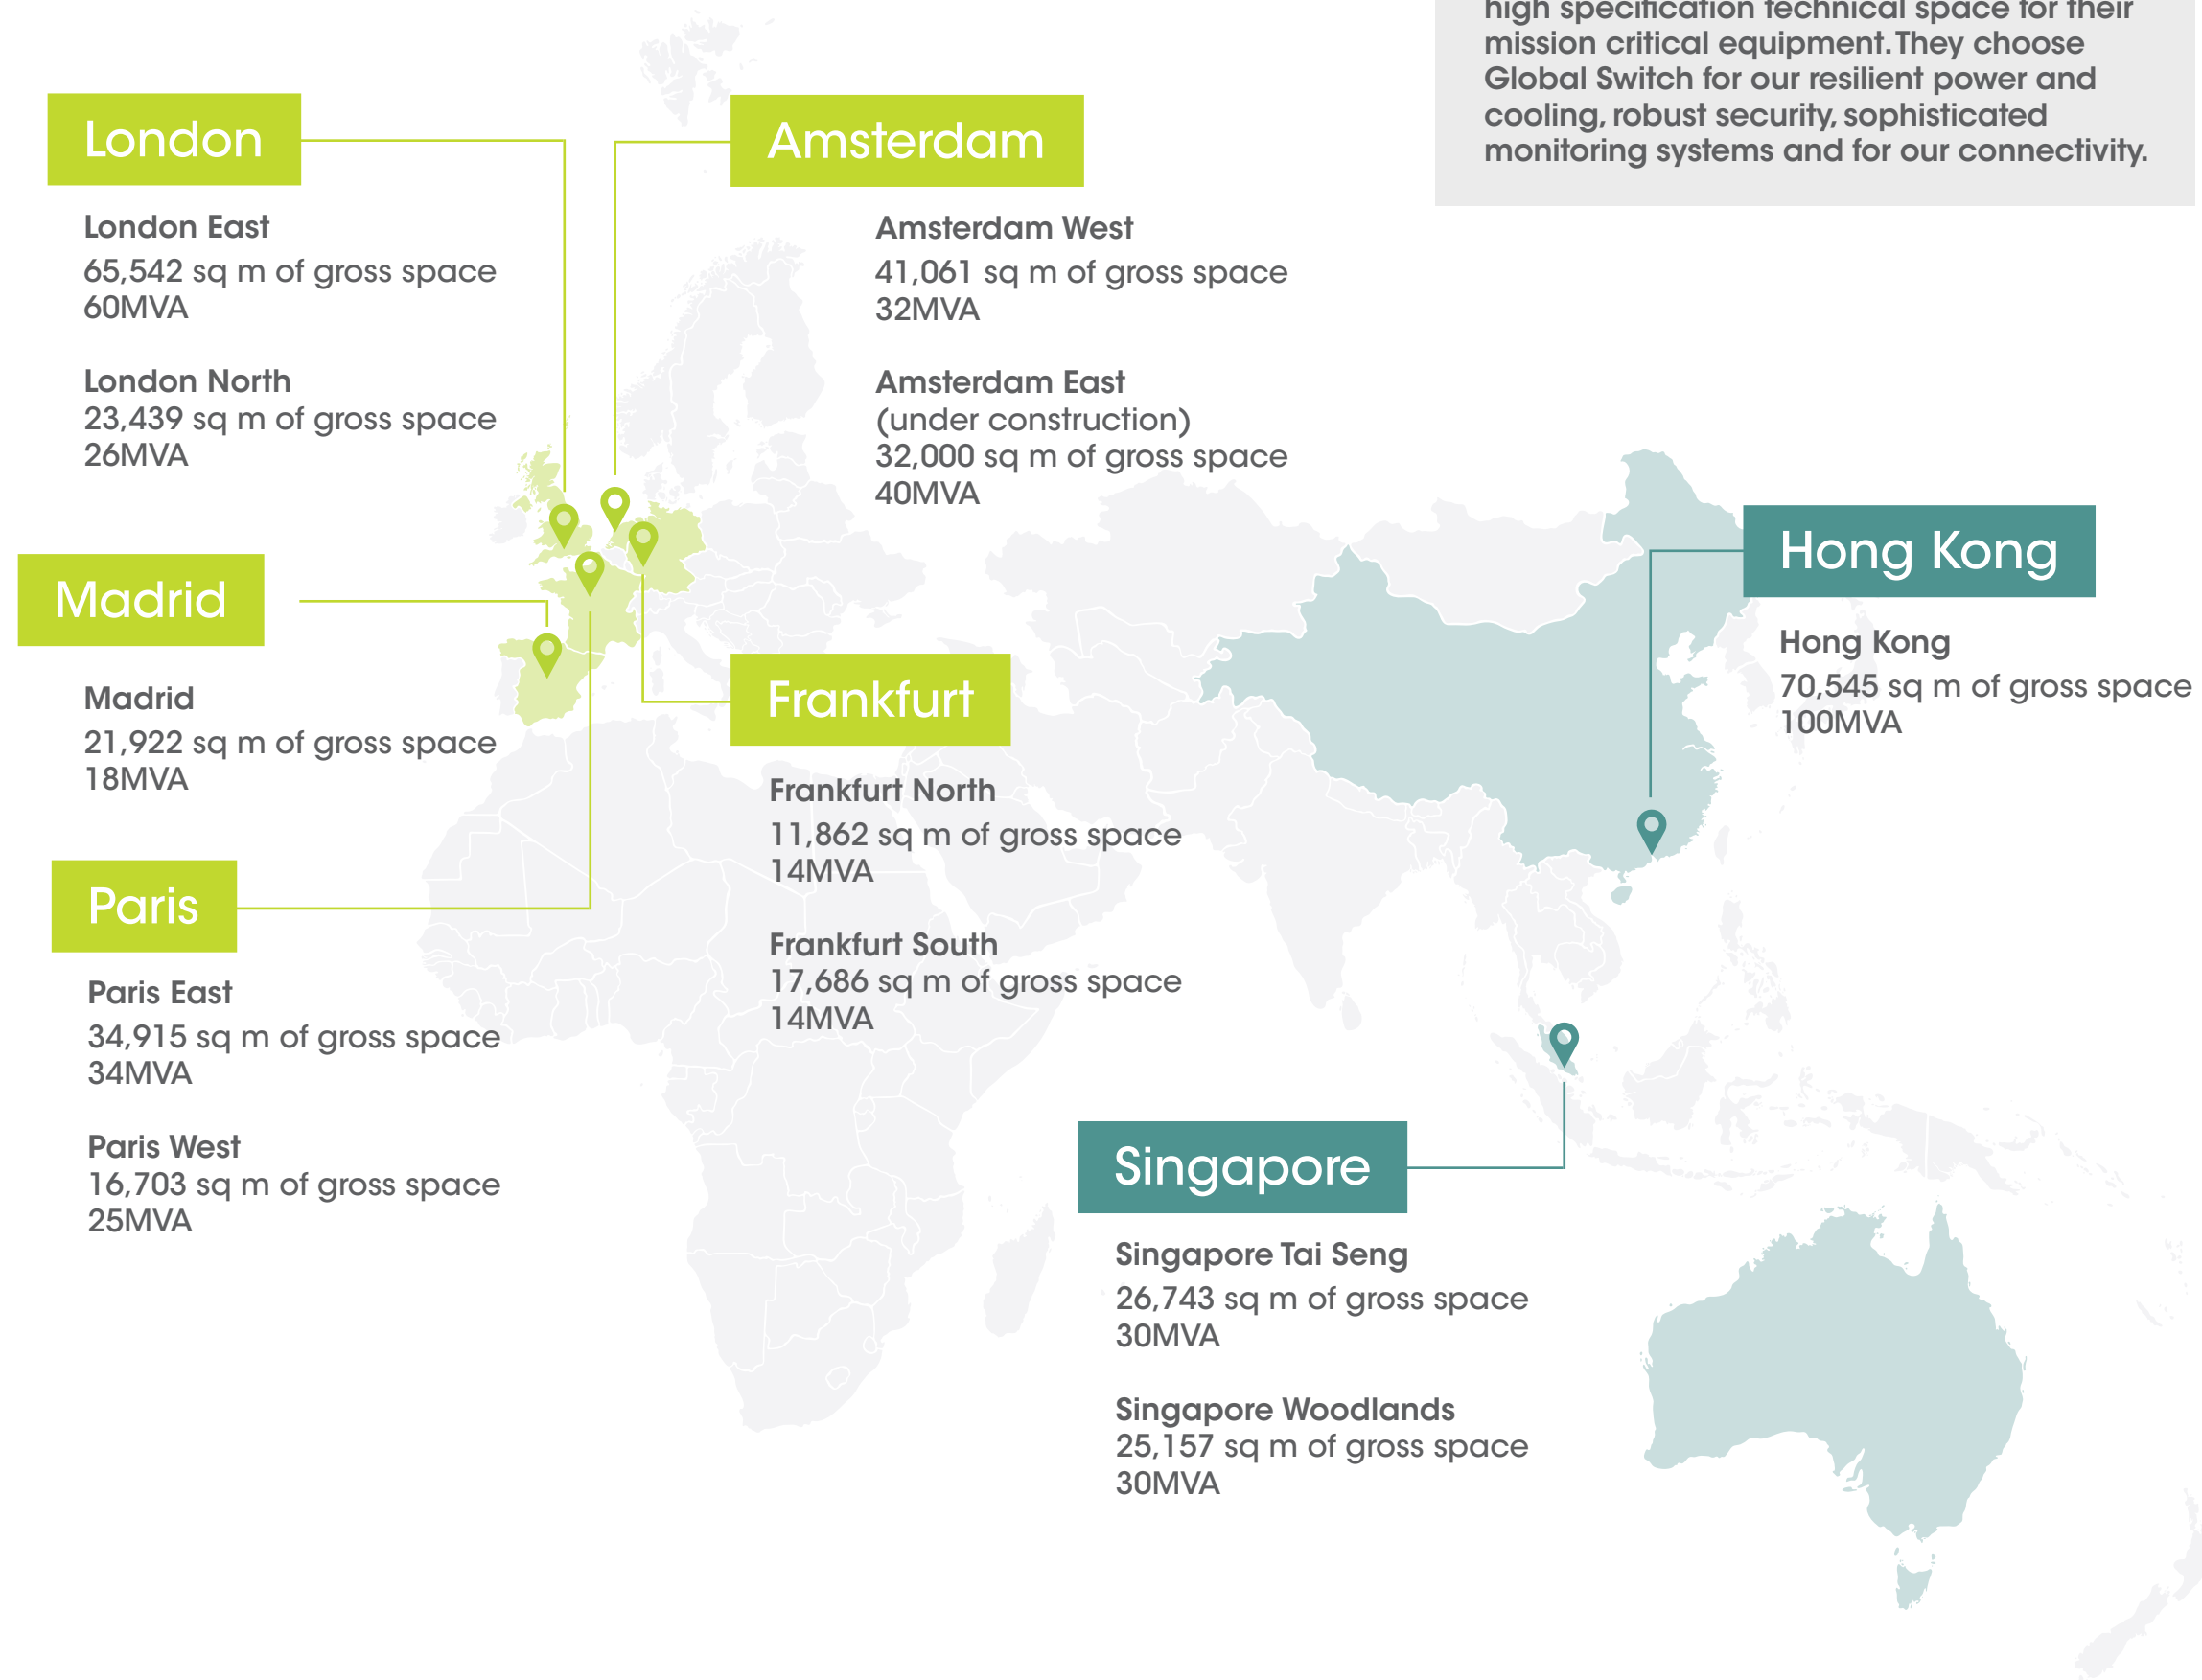 high specification technical space for their
mission critical equipment. They choose
Global Switch for our resilient power and
cooling, robust security, sophisticated
monitoring systems and for our connectivity.
London
London East
65,542 sq m of gross space
60MVA
London North
23,439 sq m of gross space
26MVA
Amsterdam
Amsterdam West
41,061 sq m of gross space
32MVA
Amsterdam East
(under construction)
32,000 sq m of gross space
40MVA
Madrid
Madrid
21,922 sq m of gross space
18MVA
Frankfurt
Frankfurt North
11,862 sq m of gross space
14MVA
Frankfurt South
17,686 sq m of gross space
14MVA
Paris
Paris East
34,915 sq m of gross space
34MVA
Paris West
16,703 sq m of gross space
25MVA
Hong Kong
Hong Kong
70,545 sq m of gross space
100MVA
Singapore
Singapore Tai Seng
26,743 sq m of gross space
30MVA
Singapore Woodlands
25,157 sq m of gross space
30MVA